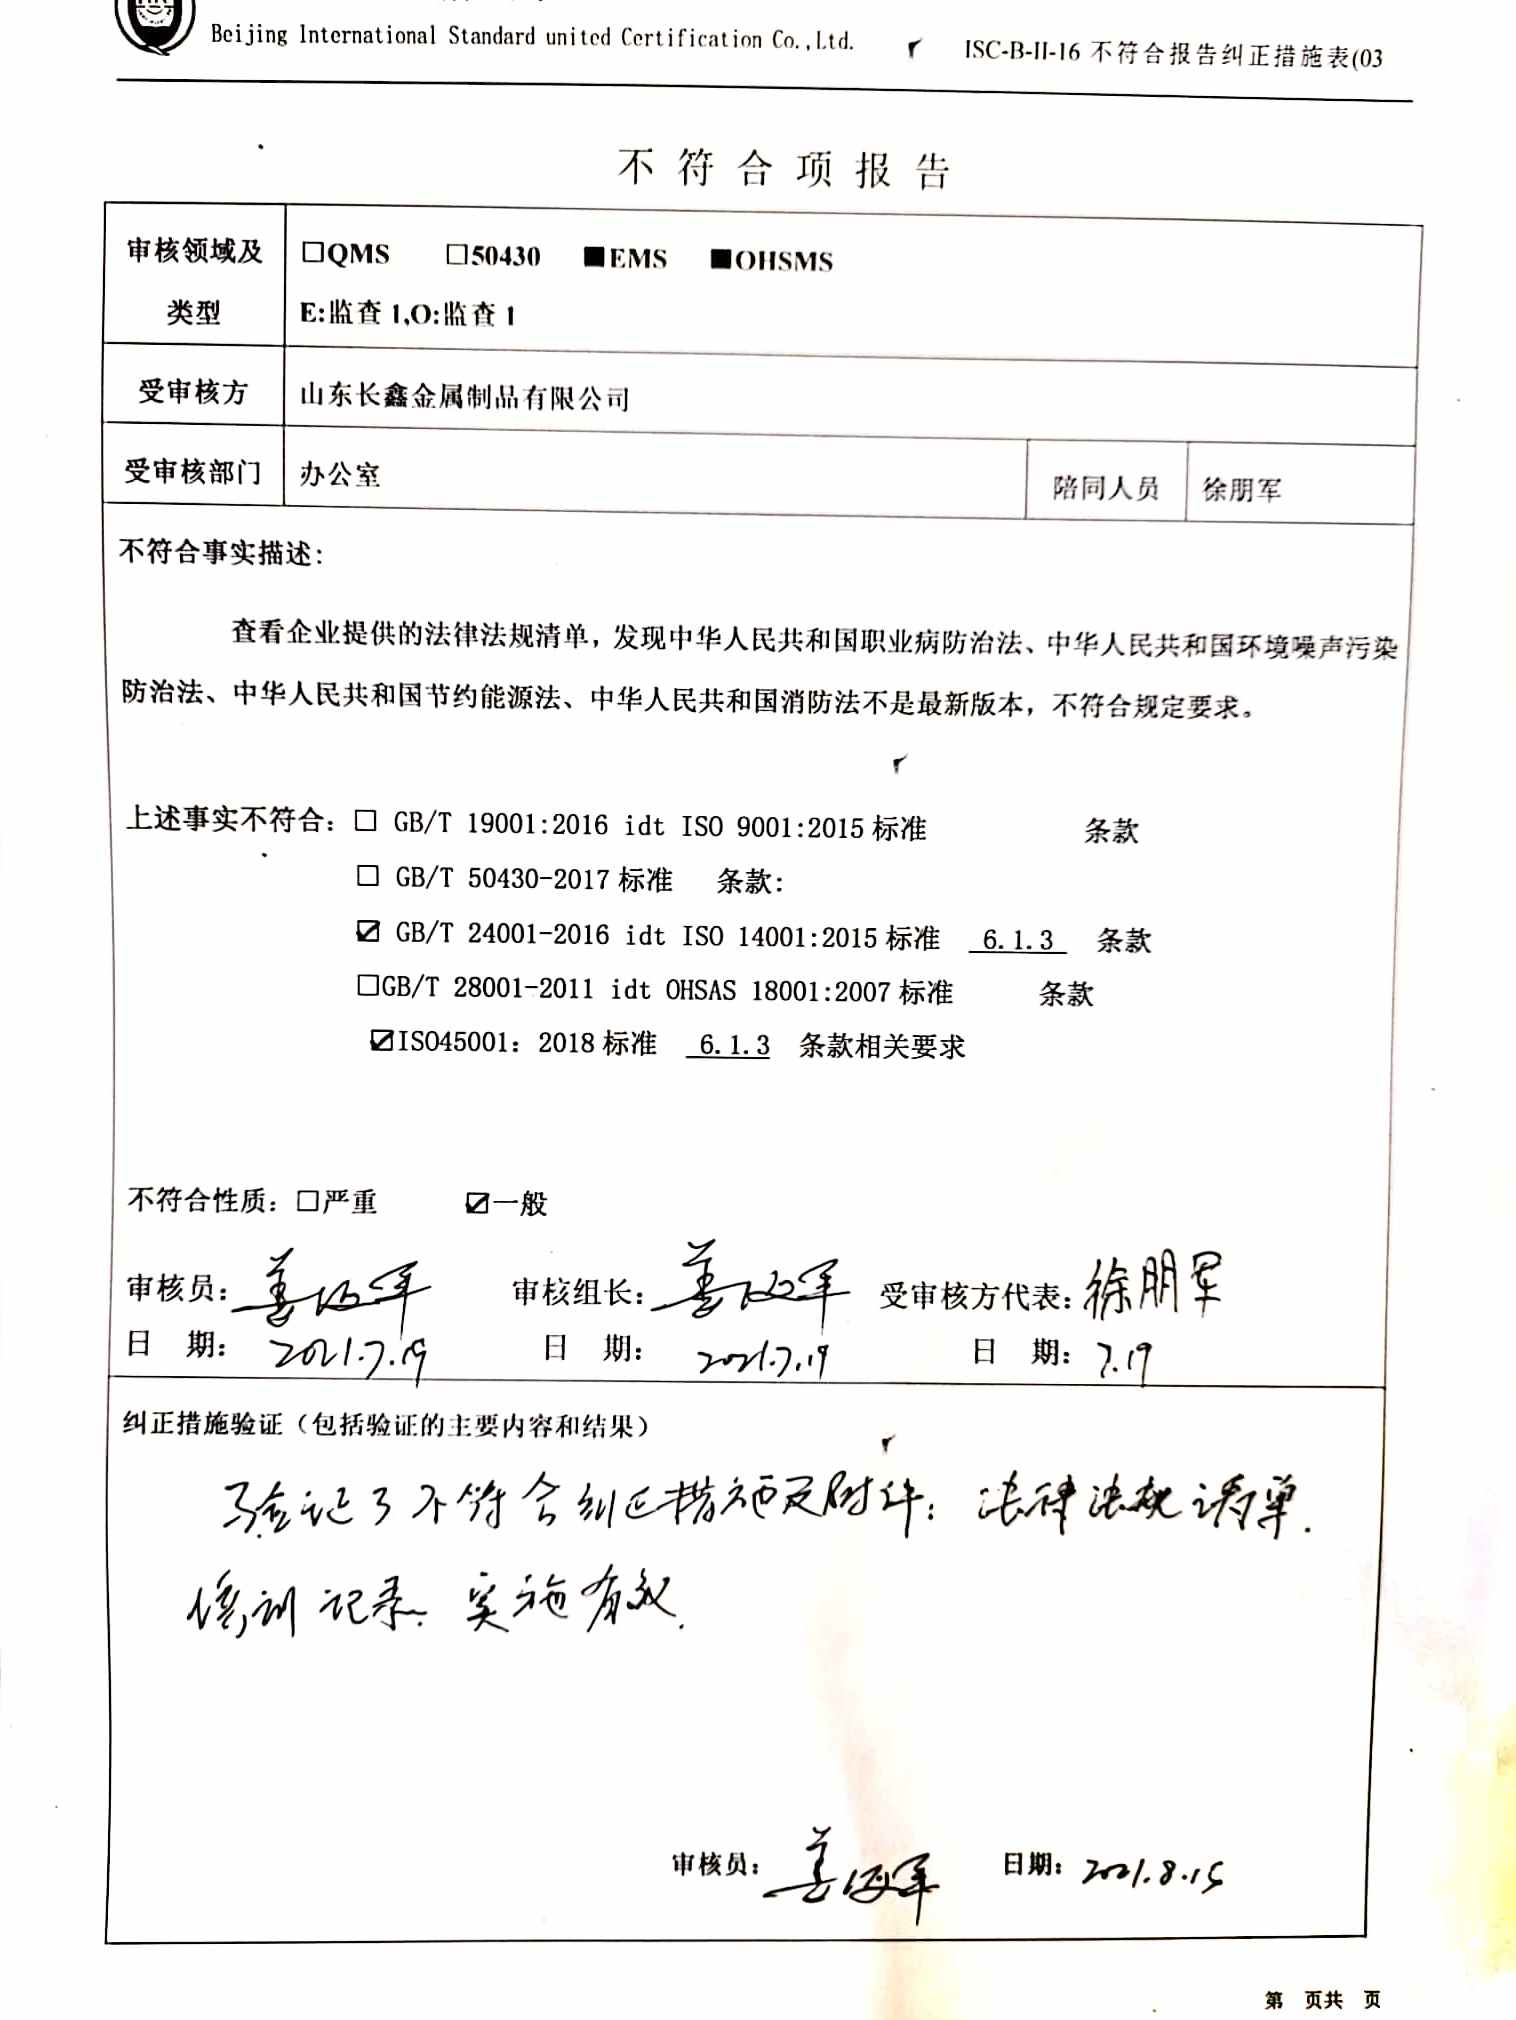 Beijing International Standard united Certification Co.,Ltd.
ISC-B-II-16 不符合报告纠正措施表(03
不符合项报告
审核领域及类型
□QMS □50430 ■EMS ■OHSMS
E:监查 1,O:监查 1
受审核方 山东长鑫金属制品有限公司
受审核部门 办公室 陪同人员 徐朋军
不符合事实描述:
查看企业提供的法律法规清单，发现中华人民共和国职业病防治法、中华人民共和国环境噪声污染
防治法、中华人民共和国节约能源法、中华人民共和国消防法不是最新版本，不符合规定要求。
上述事实不符合: □ GB/T 19001:2016 idt ISO 9001:2015 标准 条款
□ GB/T 50430-2017 标准 条款:
☑ GB/T 24001-2016 idt ISO 14001:2015 标准 6.1.3 条款
□GB/T 28001-2011 idt OHSAS 18001:2007 标准 条款
☑ISO45001: 2018 标准 6.1.3 条款相关要求
不符合性质: □严重 ☑一般
审核员: 审核组长: 受审核方代表: 徐朋军
日 期: 2021.7.19 日 期: 2021.7.19 日 期: 7.19
纠正措施验证（包括验证的主要内容和结果）
验证了不符合纠正措施及附件: 法律法规清单.
培训记录. 实施有效.
审核员: 日期: 2021.8.15
第 页共 页